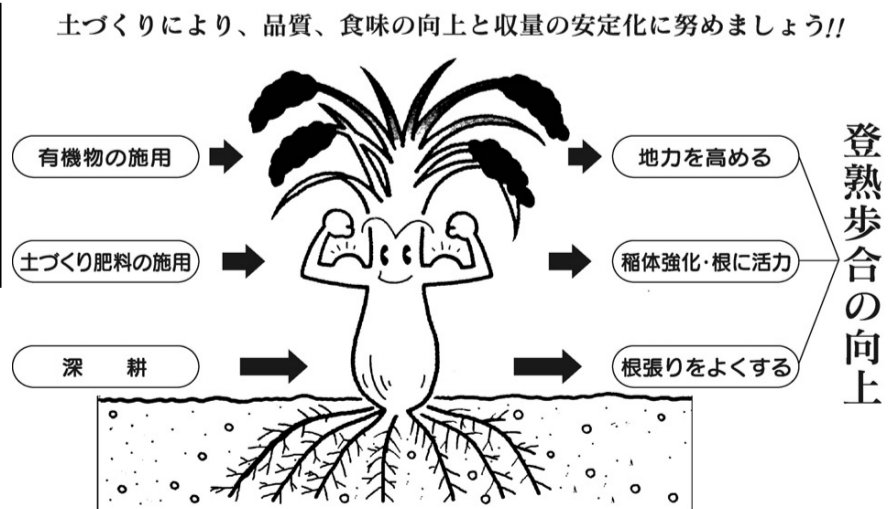 土づくりにより、品質、食味の向上と収量の安定化に努めましょう!!
有機物の施用
地力を高める
土づくり肥料の施用
稲体強化・根に活力
深 耕
根張りをよくする
登熟歩合の向上